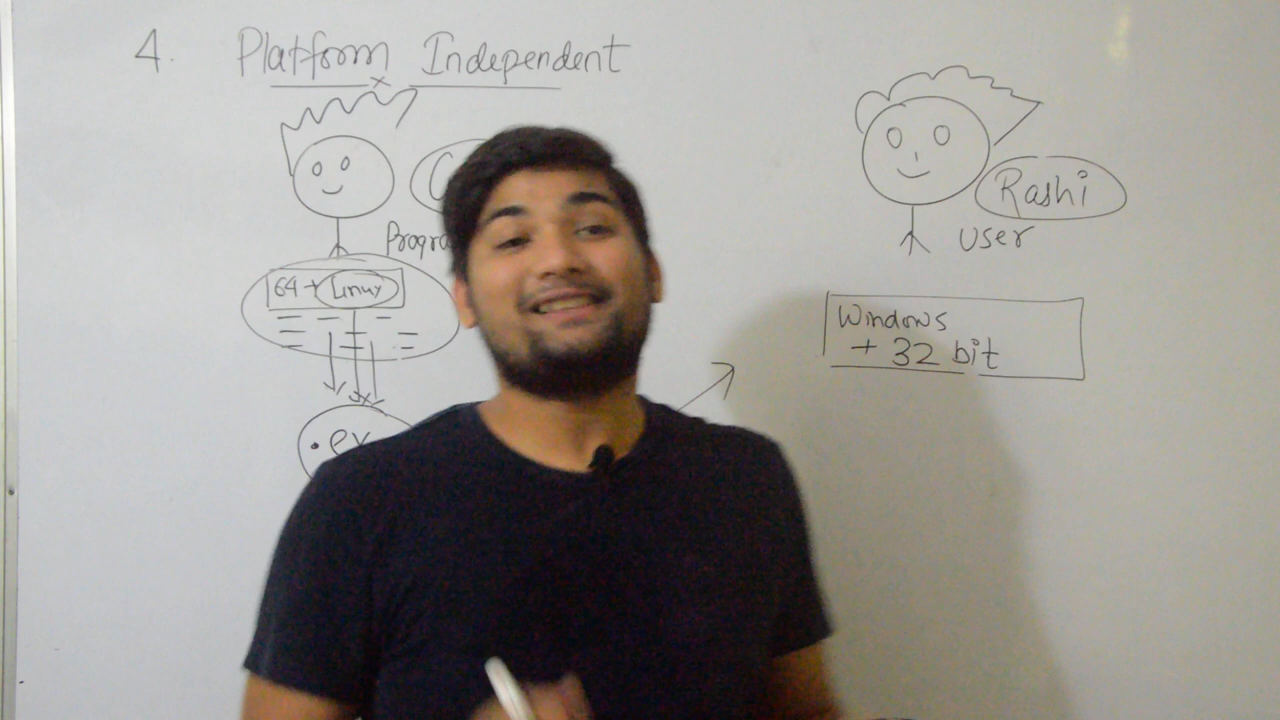 4. Platform Independent
Rashi
User
64 + Linux
Windows
+ 32 bit